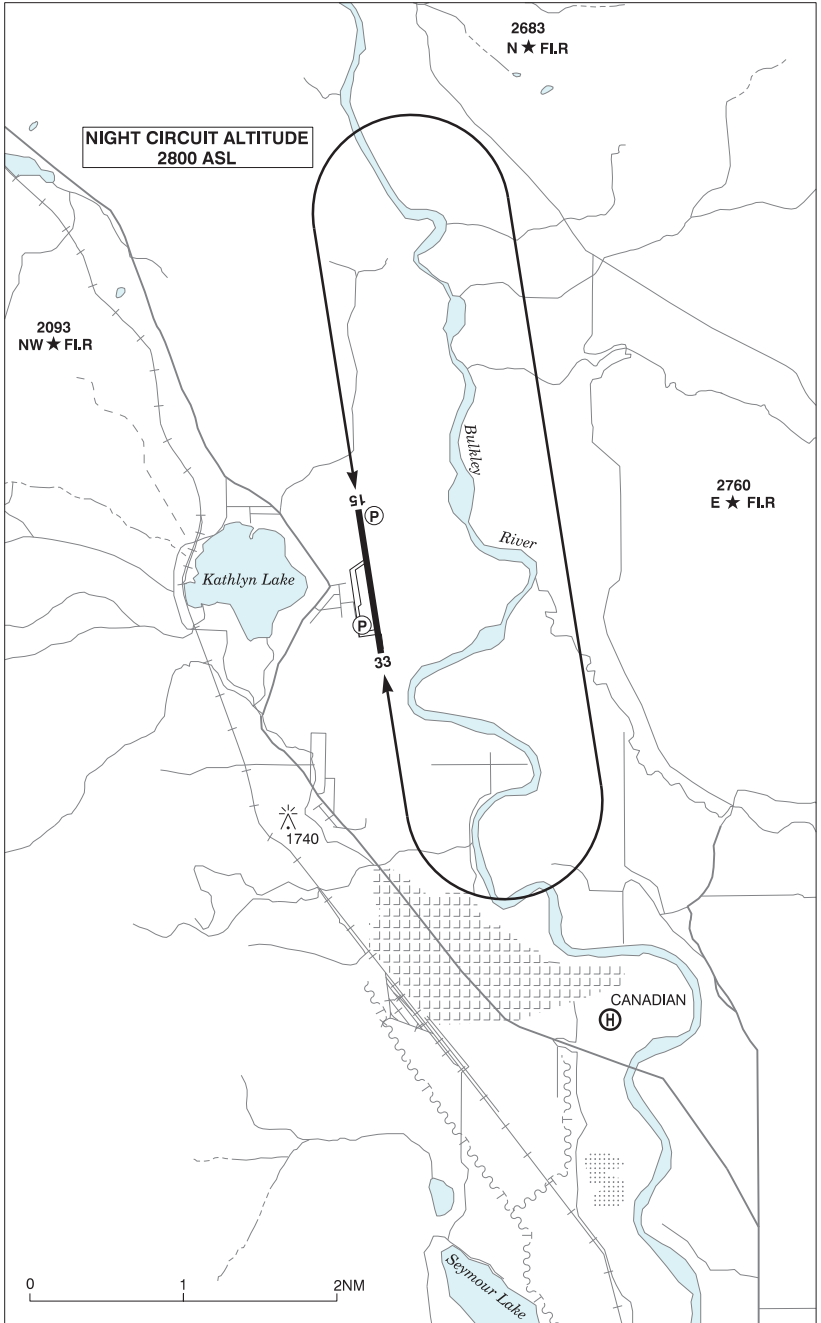 2683
N ★ Fl.R
NIGHT CIRCUIT ALTITUDE
2800 ASL
2093
NW ★ Fl.R
Bulkley
2760
E ★ Fl.R
15
P
River
Kathlyn Lake
P
33
1740
CANADIAN
H
Seymour Lake
0 1 2NM